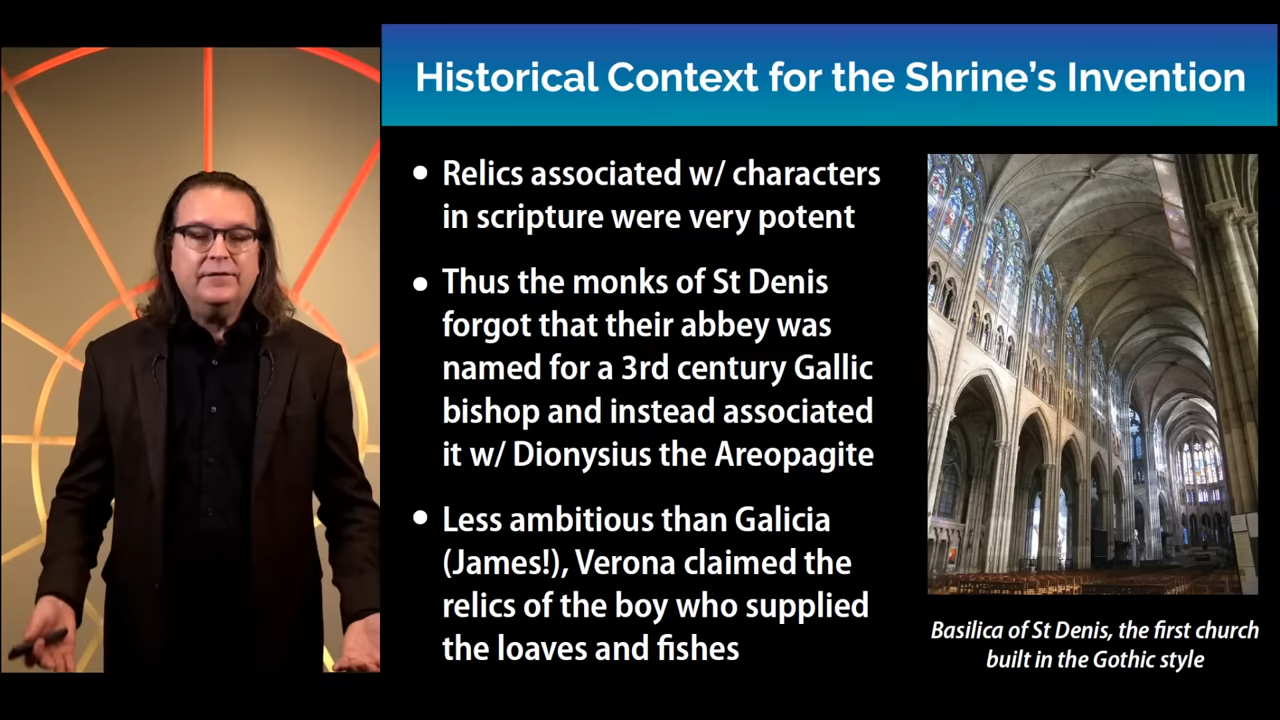 Historical Context for the Shrine's Invention
• Relics associated w/ characters
in scripture were very potent
• Thus the monks of St Denis
forgot that their abbey was
named for a 3rd century Gallic
bishop and instead associated
it w/ Dionysius the Areopagite
• Less ambitious than Galicia
(James!), Verona claimed the
relics of the boy who supplied
the loaves and fishes
Basilica of St Denis, the first church
built in the Gothic style